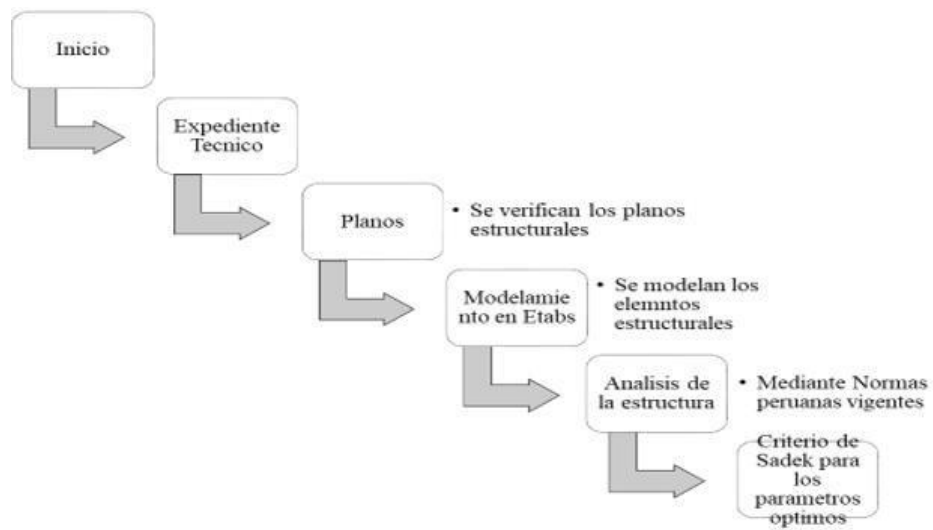 Inicio
Expediente
Tecnico
Planos
• Se verifican los planos
estructurales
Modelamie
nto en Etabs
• Se modelan los
elemntos
estructurales
Analisis de
la estructura
• Mediante Normas
peruanas vigentes
Criterio de
Sadek para
los
parametros
optimos